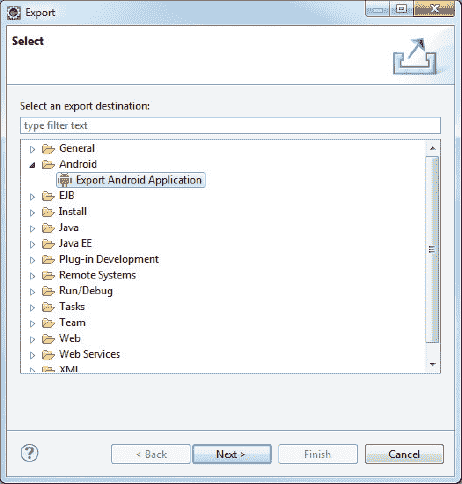 Export
Select
Select an export destination:
type filter text
General
Android
Export Android Application
EJB
Install
Java
Java EE
Plug-in Development
Remote Systems
Run/Debug
Tasks
Team
Web
Web Services
XML
?
< Back Next > Finish Cancel